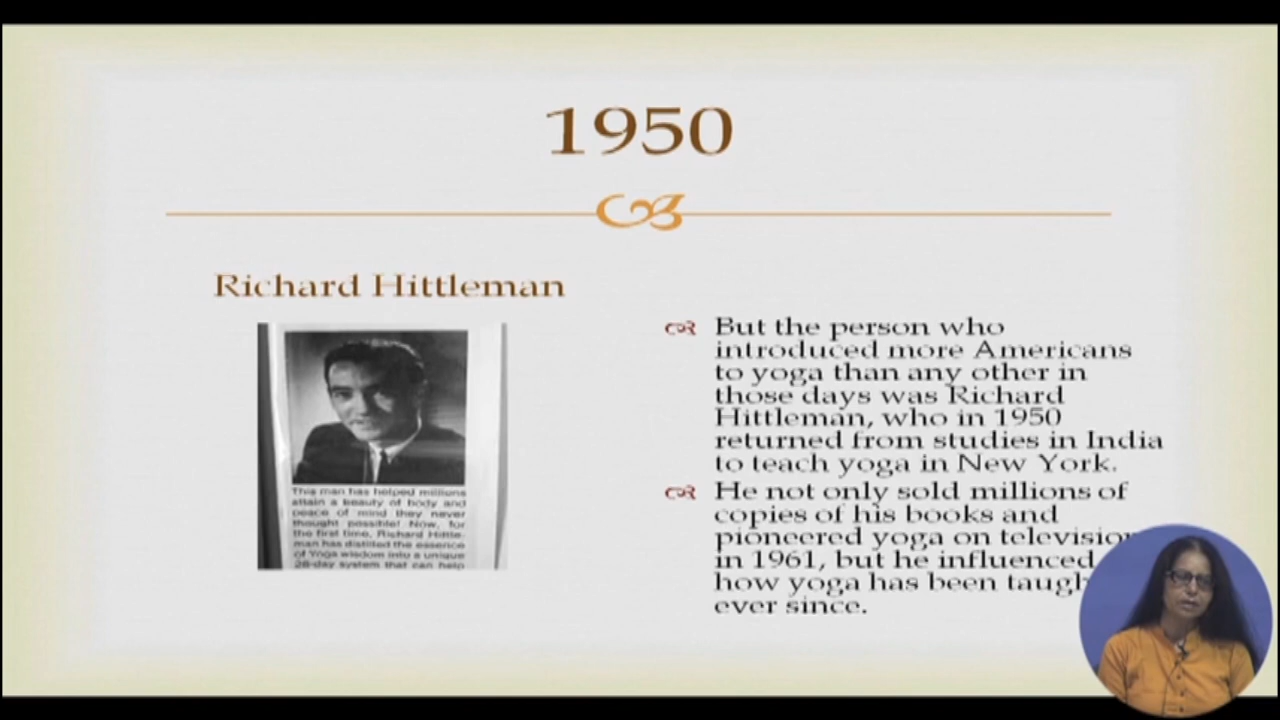 1950
Richard Hittleman
This man has helped millions
attain a beauty of body and
peace of mind they never
thought possible! Now, for
the first time, Richard Hittle-
man has distilled the essence
of Yoga wisdom into a unique
28-day system that can help
But the person who
introduced more Americans
to yoga than any other in
those days was Richard
Hittleman, who in 1950
returned from studies in India
to teach yoga in New York.
He not only sold millions of
copies of his books and
pioneered yoga on television
in 1961, but he influenced
how yoga has been taugh
ever since.